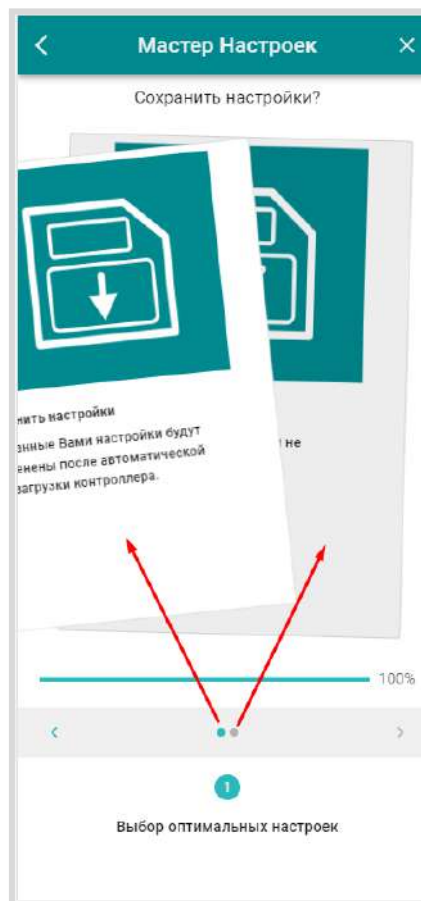 Мастер Настроек
Сохранить настройки?
нить настройки
анные Вами настройки будут
енены после автоматической
загрузки контроллера.
не
100%
1
Выбор оптимальных настроек